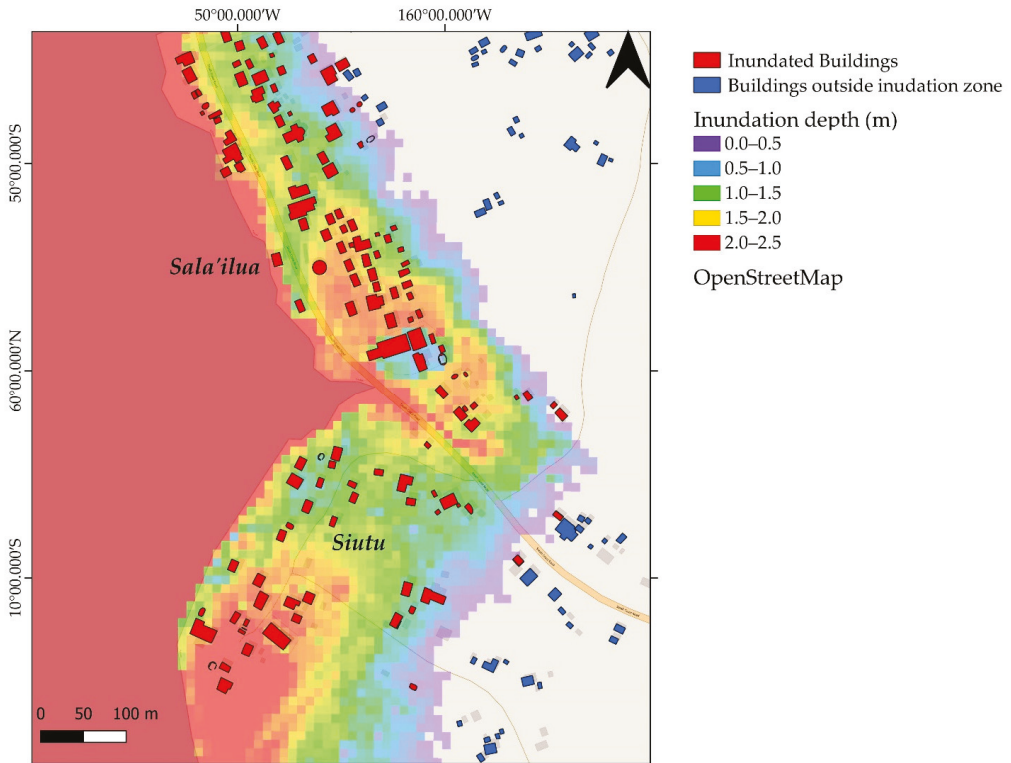 50°00.000'W 160°00.000'W
50°00.000'S
60°00.000'N
10°00.000'S
Sala'ilua
Siutu
0 50 100 m
Inundated Buildings
Buildings outside inudation zone
Inundation depth (m)
0.0–0.5
0.5–1.0
1.0–1.5
1.5–2.0
2.0–2.5
OpenStreetMap